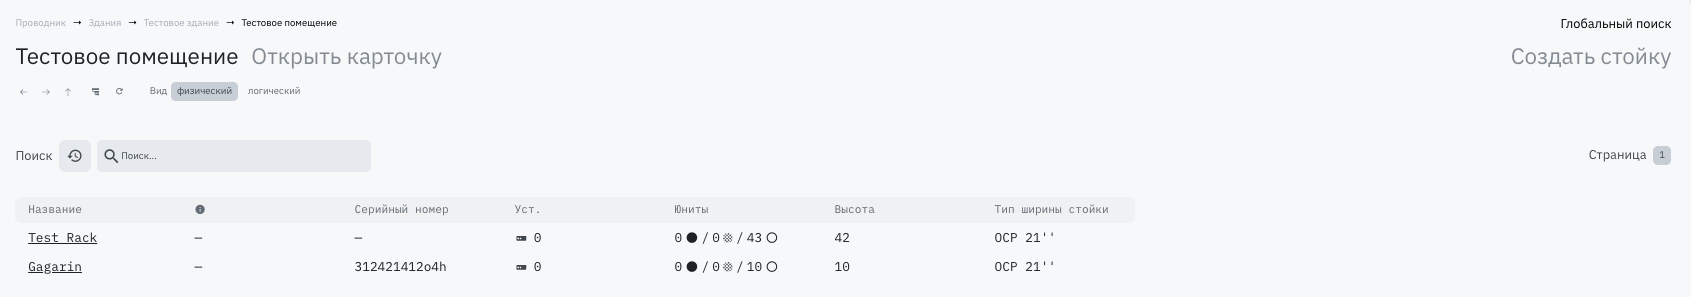 Проводник → Здания → Тестовое здание → Тестовое помещение
Глобальный поиск
Тестовое помещение Открыть карточку
Создать стойку
Вид физический логический
Поиск Поиск...
Страница 1
Название Серийный номер Уст. Юниты Высота Тип ширины стойки
Test Rack — — 0 0 / 0 / 43 42 OCP 21''
Gagarin — 312421412o4h 0 0 / 0 / 10 10 OCP 21''